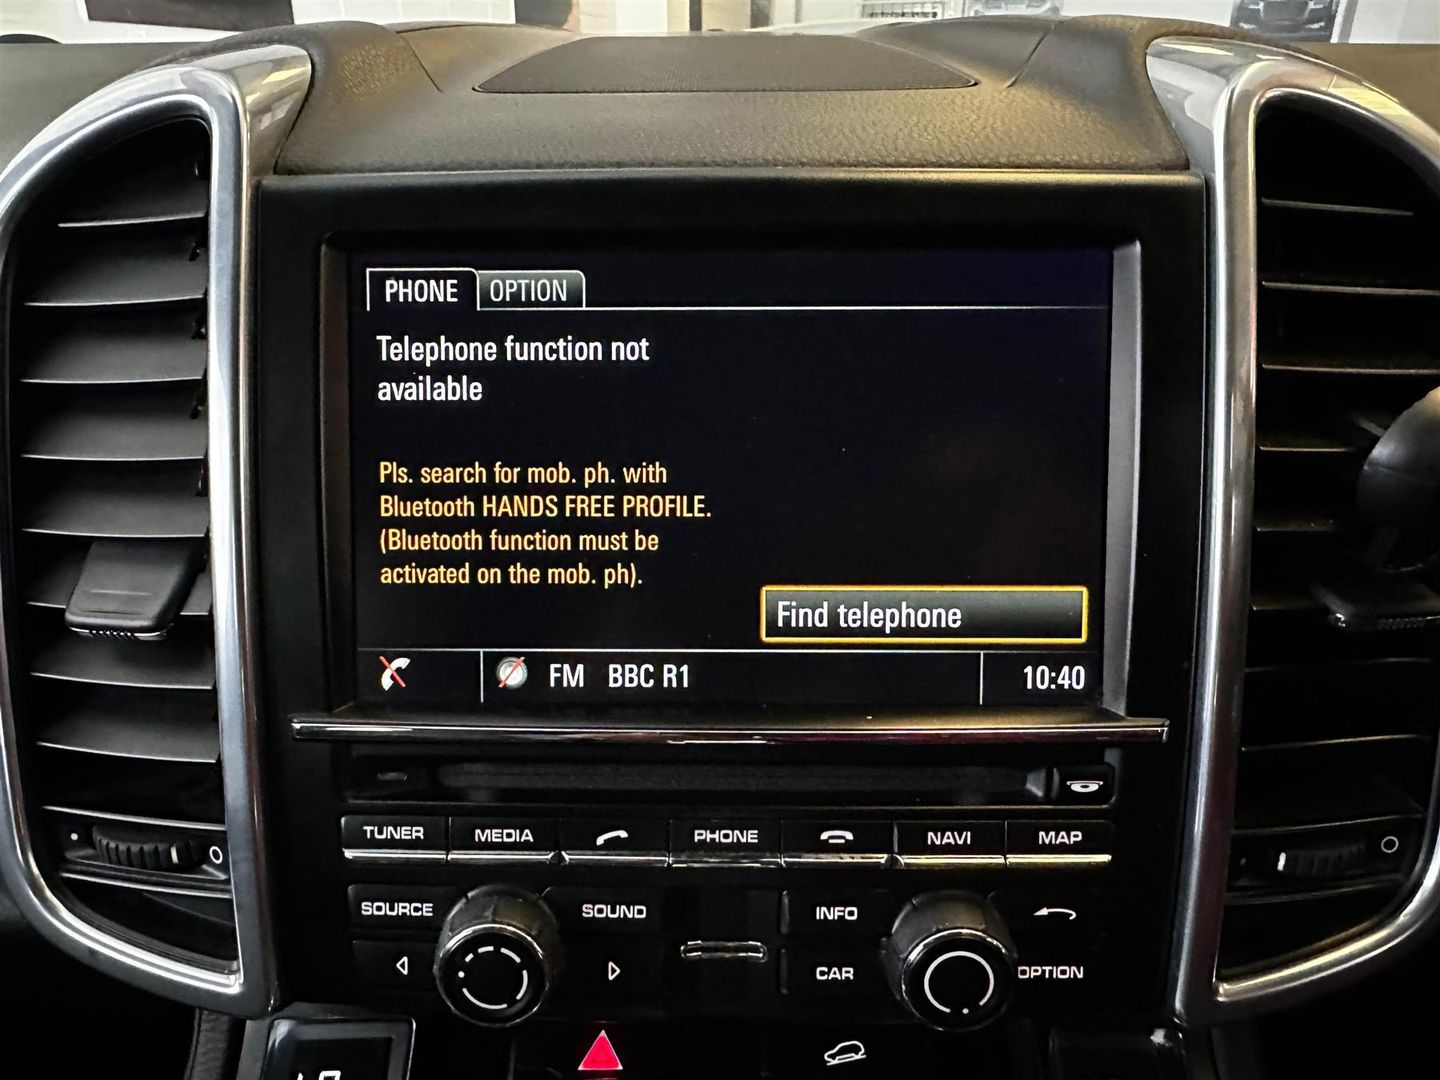 PHONE OPTION
Telephone function not
available
Pls. search for mob. ph. with
Bluetooth HANDS FREE PROFILE.
(Bluetooth function must be
activated on the mob. ph).
Find telephone
FM BBC R1 10:40
TUNER MEDIA PHONE NAVI MAP
SOURCE SOUND INFO
CAR OPTION